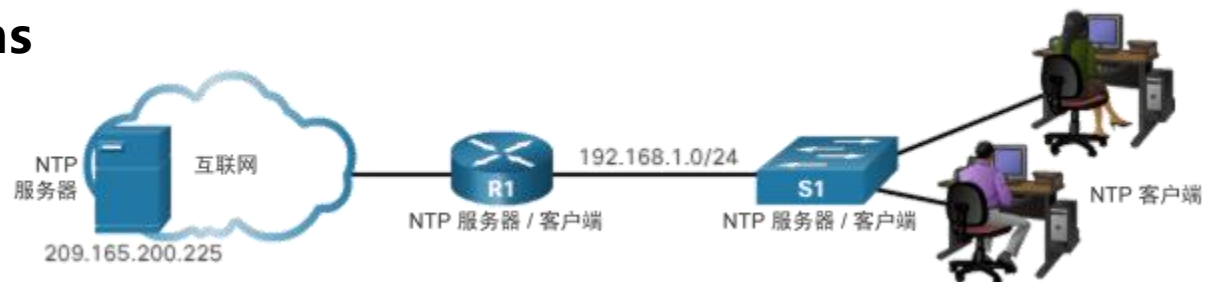 ns
NTP
服务器
互联网
209.165.200.225
R1
NTP 服务器 / 客户端
192.168.1.0/24
S1
NTP 服务器 / 客户端
NTP 客户端